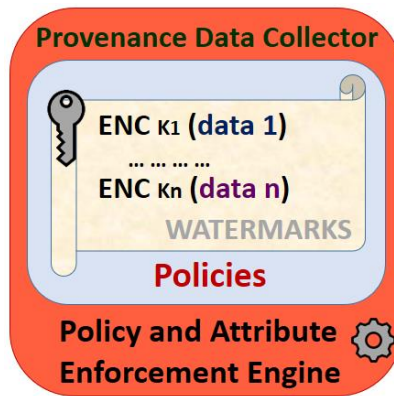 Provenance Data Collector
ENC K1 (data 1)
... ... ... ...
ENC Kn (data n)
WATERMARKS
Policies
Policy and Attribute
Enforcement Engine